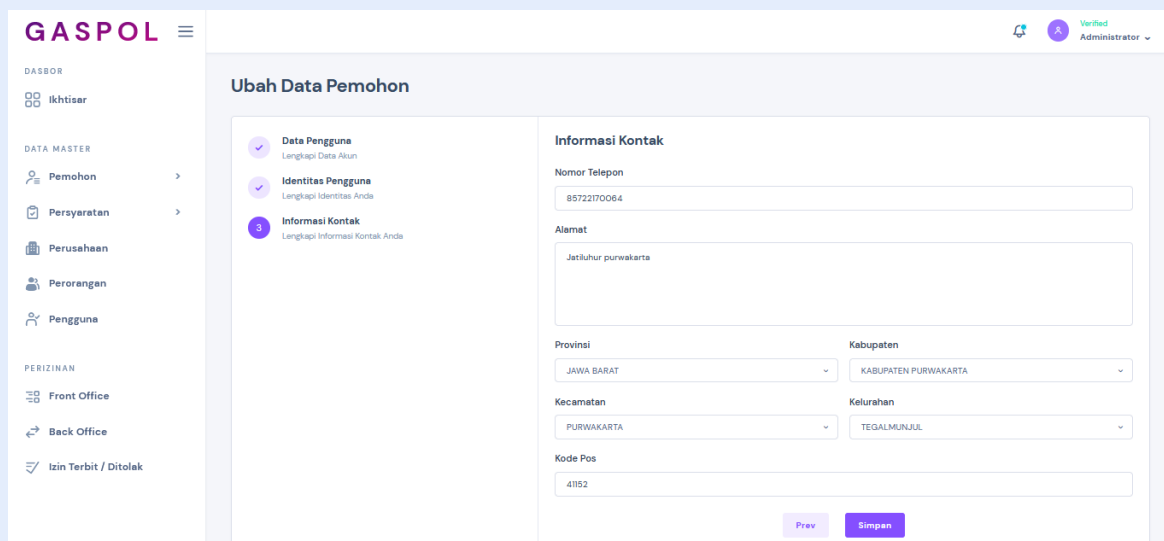 GASPOL
Verified
Administrator
DASBOR
Ikhtisar
DATA MASTER
Pemohon
Persyaratan
Perusahaan
Perorangan
Pengguna
PERIZINAN
Front Office
Back Office
Izin Terbit / Ditolak
Ubah Data Pemohon
Data Pengguna
Lengkapi Data Akun
Identitas Pengguna
Lengkapi Identitas Anda
3
Informasi Kontak
Lengkapi Informasi Kontak Anda
Informasi Kontak
Nomor Telepon
85722170064
Alamat
Jatiluhur purwakarta
Provinsi
Kabupaten
JAWA BARAT
KABUPATEN PURWAKARTA
Kecamatan
Kelurahan
PURWAKARTA
TEGALMUNJUL
Kode Pos
41152
Prev
Simpan